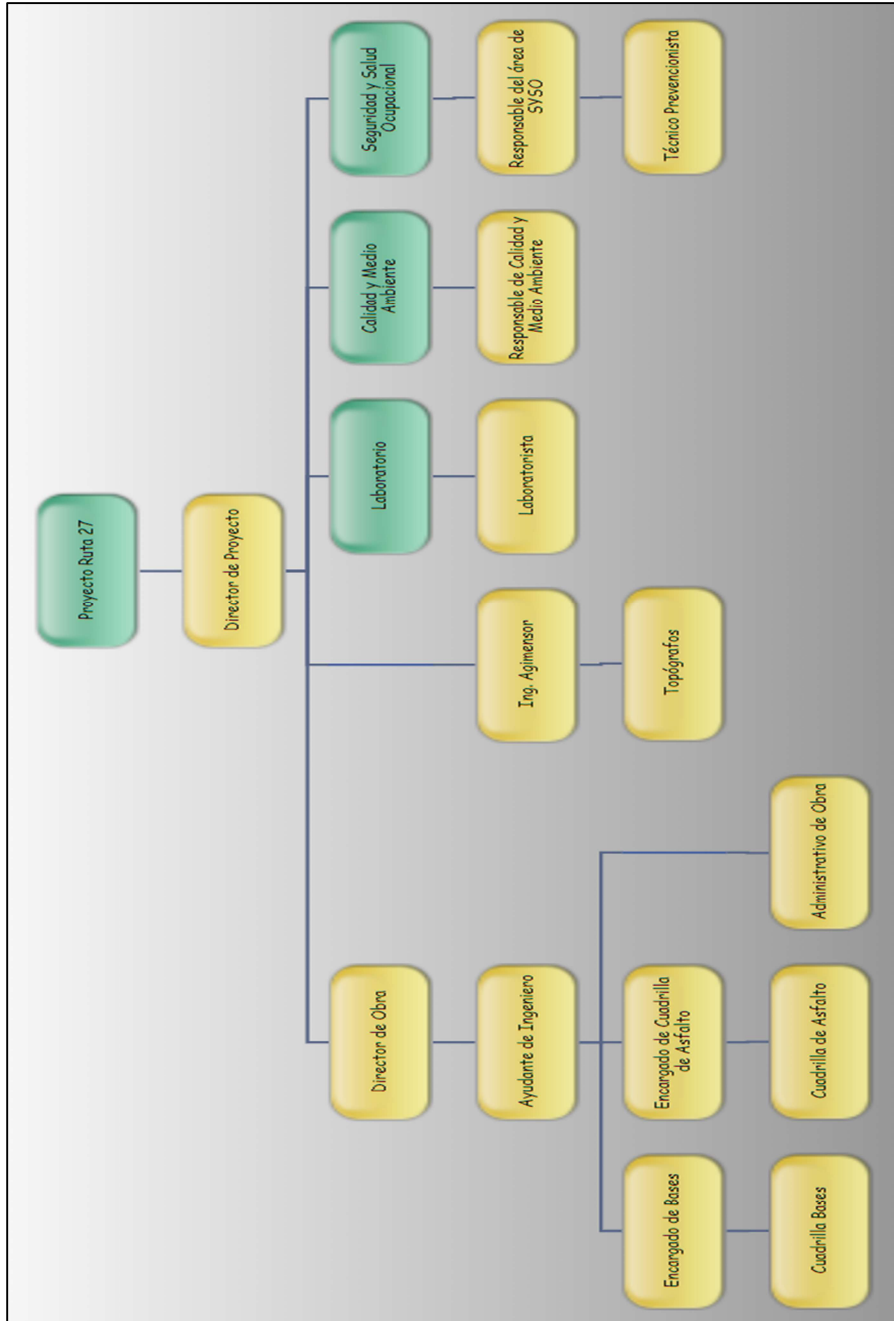 Proyecto Ruta 27
Director de Proyecto
Director de Obra
Laboratorio
Calidad y Medio
Ambiente
Seguridad y Salud
Ocupacional
Ayudante de Ingeniero
Ing. Agimensor
Laboratorista
Responsable de Calidad y
Medio Ambiente
Responsable del área de
SYSO
Encargado de Bases
Encargado de Cuadrilla
de Asfalto
Topógrafos
Técnico Prevencionista
Cuadrilla Bases
Cuadrilla de Asfalto
Administrativo de Obra